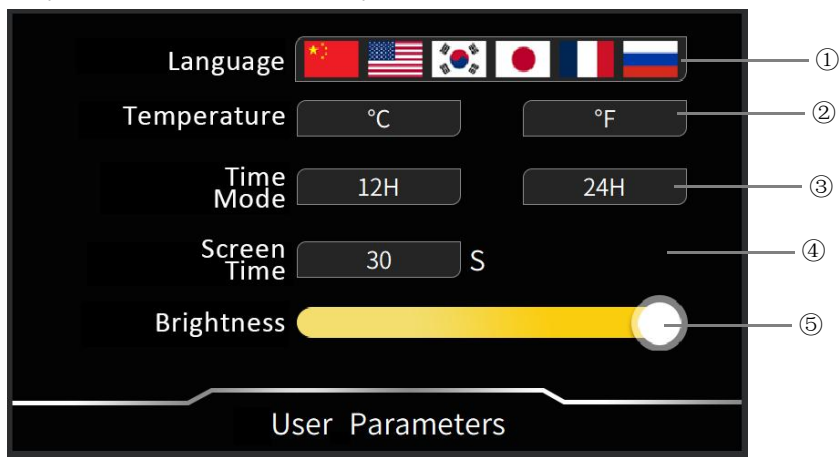 Language ①
Temperature °C °F ②
Time
Mode 12H 24H ③
Screen
Time 30 S ④
Brightness ⑤
User Parameters